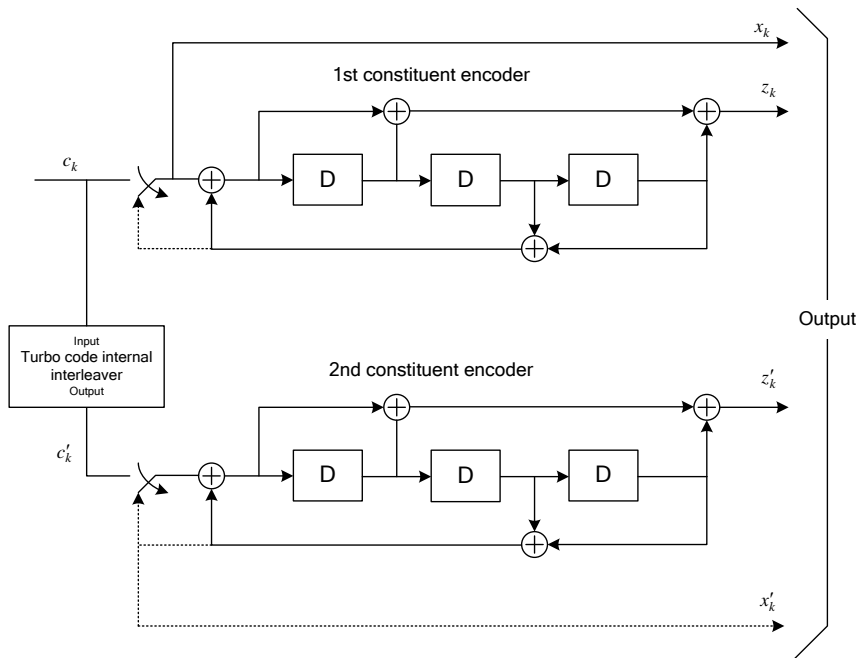 x_k
1st constituent encoder
z_k
c_k
D D D
Output
Input
Turbo code internal
interleaver
Output
2nd constituent encoder
z′_k
c′_k
D D D
x′_k